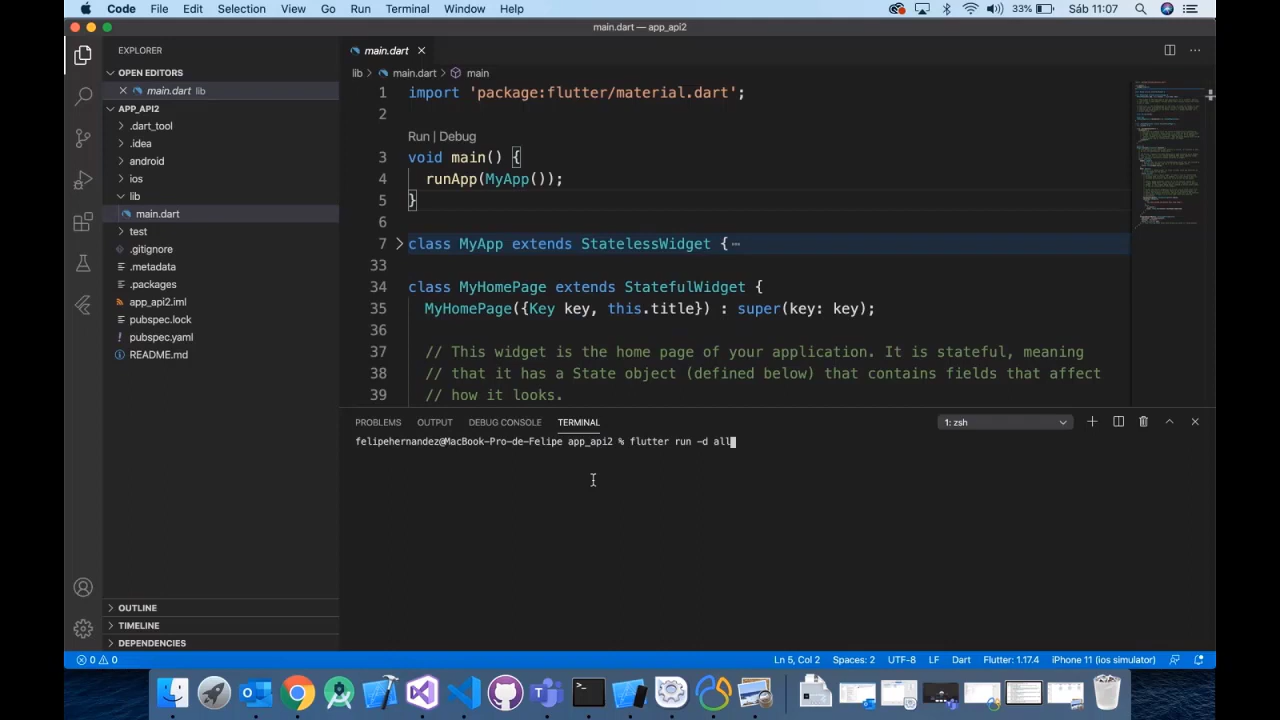 Code File Edit Selection View Go Run Terminal Window Help 33% Sáb 11:07
main.dart — app_api2
EXPLORER
OPEN EDITORS
main.dart lib
APP_API2
.dart_tool
.idea
android
ios
lib
main.dart
test
.gitignore
.metadata
.packages
app_api2.iml
pubspec.lock
pubspec.yaml
README.md
OUTLINE
TIMELINE
DEPENDENCIES
main.dart
lib > main.dart > main
1 import 'package:flutter/material.dart';
2
Run | Debug
3 void main() {
4 runApp(MyApp());
5 }
6
7 class MyApp extends StatelessWidget { ⋯
33
34 class MyHomePage extends StatefulWidget {
35 MyHomePage({Key key, this.title}) : super(key: key);
36
37 // This widget is the home page of your application. It is stateful, meaning
38 // that it has a State object (defined below) that contains fields that affect
39 // how it looks.
PROBLEMS OUTPUT DEBUG CONSOLE TERMINAL 1: zsh
felipehernandez@MacBook-Pro-de-Felipe app_api2 % flutter run -d all
0 0 Ln 5, Col 2 Spaces: 2 UTF-8 LF Dart Flutter: 1.17.4 iPhone 11 (ios simulator)